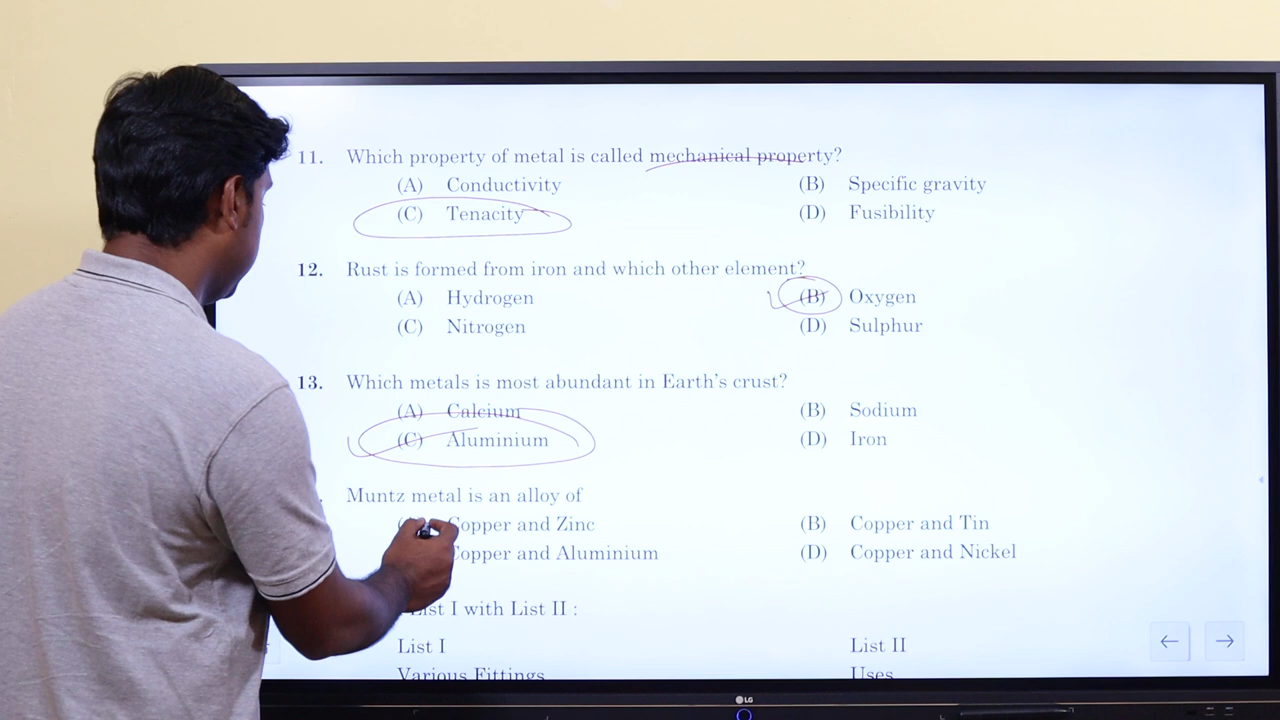 11. Which property of metal is called mechanical property?
(A) Conductivity (B) Specific gravity
(C) Tenacity (D) Fusibility
12. Rust is formed from iron and which other element?
(A) Hydrogen (B) Oxygen
(C) Nitrogen (D) Sulphur
13. Which metals is most abundant in Earth's crust?
(A) Calcium (B) Sodium
(C) Aluminium (D) Iron
Muntz metal is an alloy of
Copper and Zinc (B) Copper and Tin
Copper and Aluminium (D) Copper and Nickel
List I with List II :
List I List II
Various Fittings Uses
LG